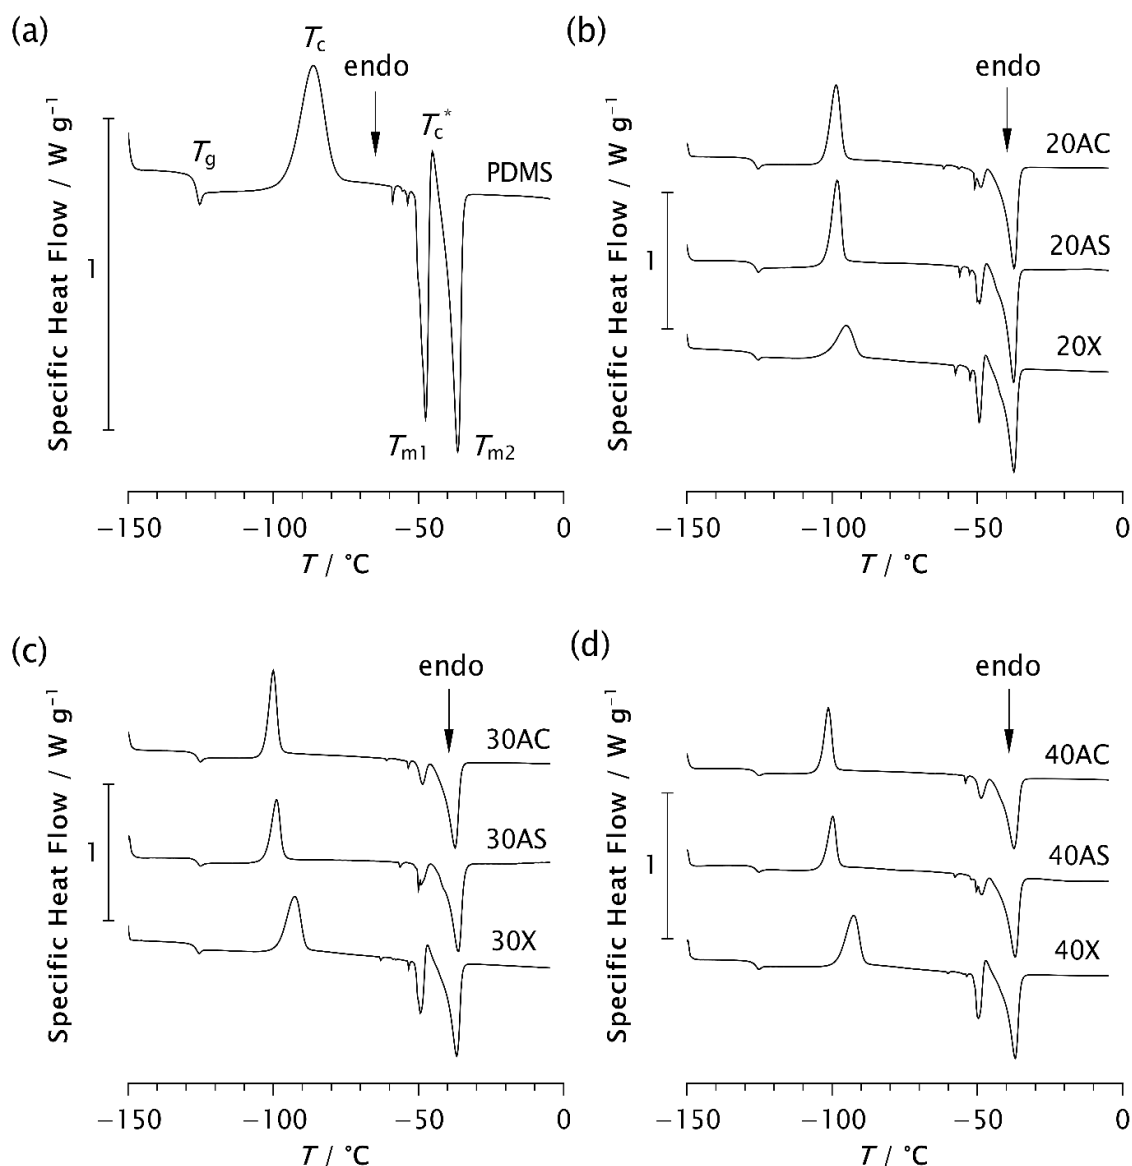 (a)
T_c
endo
T_c*
T_g
PDMS
1
T_m1
T_m2
Specific Heat Flow / W g⁻¹
−150 −100 −50 0
T / °C
(b)
endo
20AC
20AS
1
20X
Specific Heat Flow / W g⁻¹
−150 −100 −50 0
T / °C
(c)
endo
30AC
30AS
1
30X
Specific Heat Flow / W g⁻¹
−150 −100 −50 0
T / °C
(d)
endo
40AC
40AS
1
40X
Specific Heat Flow / W g⁻¹
−150 −100 −50 0
T / °C